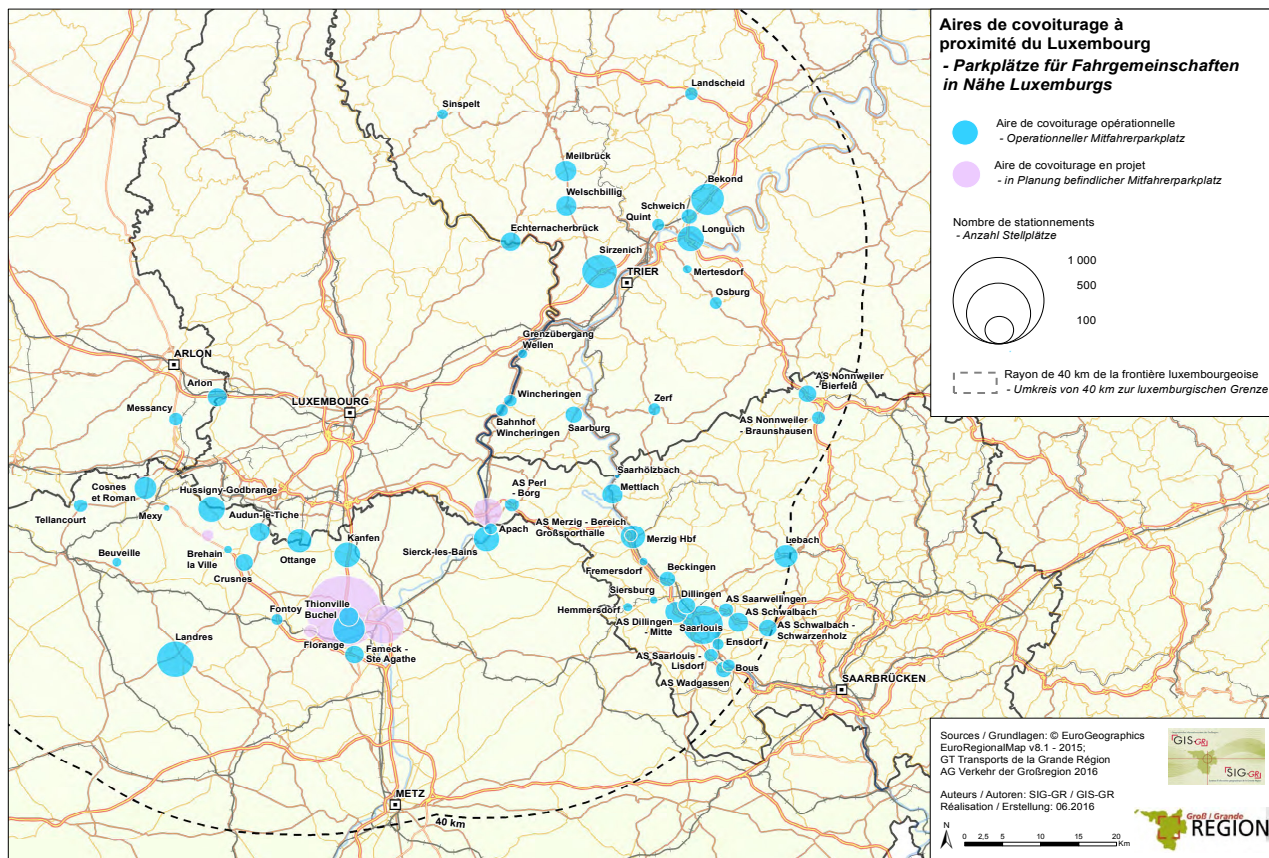 Aires de covoiturage à
proximité du Luxembourg
- Parkplätze für Fahrgemeinschaften
in Nähe Luxemburgs
Aire de covoiturage opérationnelle
- Operationneller Mitfahrerparkplatz
Aire de covoiturage en projet
- in Planung befindlicher Mitfahrerparkplatz
Nombre de stationnements
- Anzahl Stellplätze
1 000
500
100
Rayon de 40 km de la frontière luxembourgeoise
- Umkreis von 40 km zur luxemburgischen Grenze
Landscheid
Sinspelt
Meilbrück
Bekond
Welschbillig
Schweich
Quint
Echternacherbrück
Longuich
Sirzenich
TRIER
Mertesdorf
Osburg
Grenzübergang
Wellen
ARLON
Arlon
AS Nonnweiler
- Bierfeld
Wincheringen
Zerf
Messancy
LUXEMBOURG
Bahnhof
Wincheringen
Saarburg
AS Nonnweiler
- Braunshausen
Saarhölzbach
Mettlach
Cosnes
et Roman
Hussigny-Godbrange
AS Perl
- Borg
Tellancourt
Mexy
Audun-le-Tiche
Apach
AS Merzig - Bereich
Großsporthalle
Merzig Hbf
Kanfen
Sierck-les-Bains
Lebach
Beuveille
Brehain
la Ville
Ottange
Crusnes
Fremersdorf
Beckingen
Siersburg
Dillingen
AS Saarwellingen
Hemmersdorf
AS Schwalbach
Fontoy
Thionville
Buchel
AS Dillingen
- Mitte
Saarlouis
AS Schwalbach -
Schwarzenholz
Florange
Landres
Fameck -
Ste Agathe
Ensdorf
AS Saarlouis -
Lisdorf
Bous
AS Wadgassen
SAARBRÜCKEN
METZ
40 km
Sources / Grundlagen: © EuroGeographics
EuroRegionalMap v8.1 - 2015;
GT Transports de la Grande Région
AG Verkehr der Großregion 2016
Auteurs / Autoren: SIG-GR / GIS-GR
Réalisation / Erstellung: 06.2016
N
0 2,5 5 10 15 20
Km
GIS-GR
SIG-GR
Groß / Grande
REGION